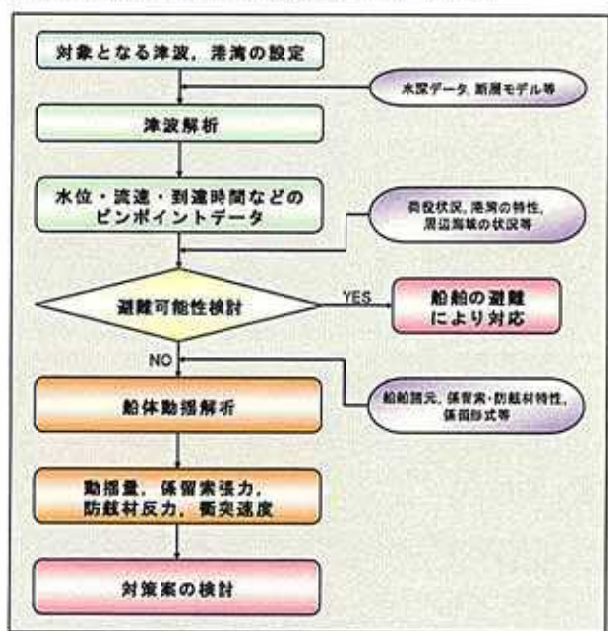 対象となる津波，港湾の設定
水深データ, 断層モデル等
津波解析
水位・流速・到達時間などの
ピンポイントデータ
荷役状況, 港湾の特性,
周辺海域の状況等
避難可能性検討
YES
船舶の避難
により対応
NO
船体動揺解析
船舶諸元, 係留索・防舷材特性,
係留形式等
動揺量，係留索張力，
防舷材反力，衝突速度
対策案の検討